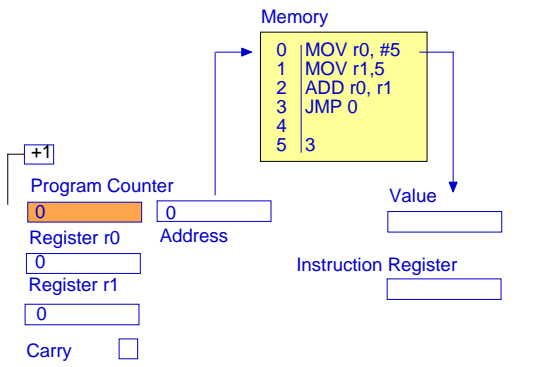 Memory
0 MOV r0, #5
1 MOV r1,5
2 ADD r0, r1
3 JMP 0
4
5 3
+1
Program Counter
0 0
Address
Value
Register r0
0
Instruction Register
Register r1
0
Carry